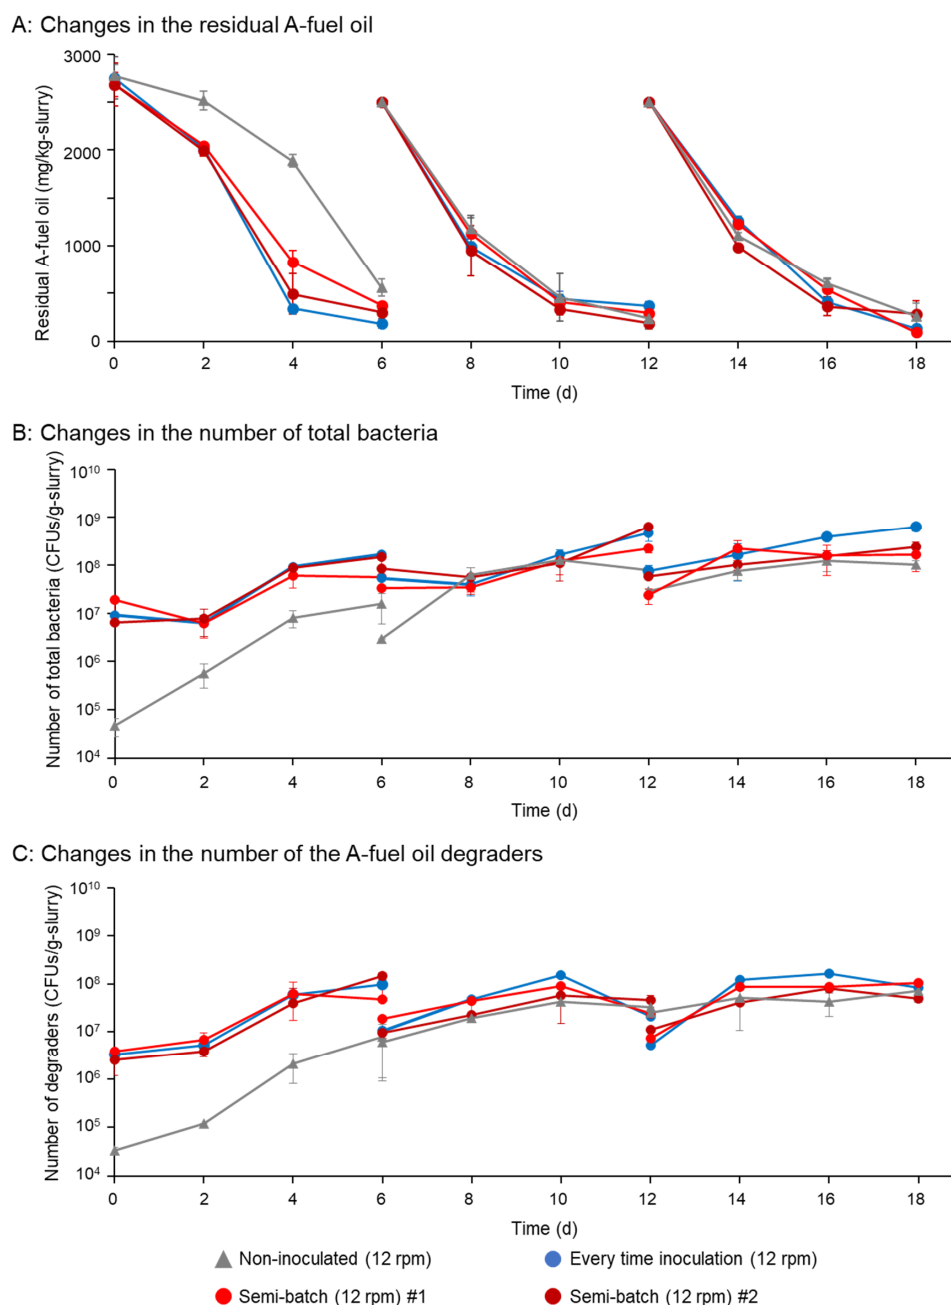 A: Changes in the residual A-fuel oil
Residual A-fuel oil (mg/kg-slurry)
3000
2000
1000
0
0 2 4 6 8 10 12 14 16 18
Time (d)
B: Changes in the number of total bacteria
Number of total bacteria (CFUs/g-slurry)
10¹⁰
10⁹
10⁸
10⁷
10⁶
10⁵
10⁴
0 2 4 6 8 10 12 14 16 18
Time (d)
C: Changes in the number of the A-fuel oil degraders
Number of degraders (CFUs/g-slurry)
10¹⁰
10⁹
10⁸
10⁷
10⁶
10⁵
10⁴
0 2 4 6 8 10 12 14 16 18
Time (d)
Non-inoculated (12 rpm)
Every time inoculation (12 rpm)
Semi-batch (12 rpm) #1
Semi-batch (12 rpm) #2